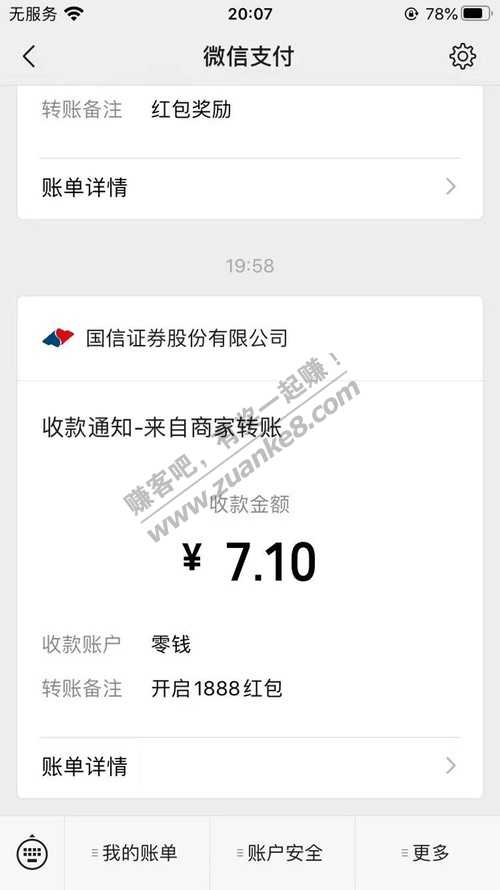 无服务 20:07 78%
微信支付
转账备注 红包奖励
账单详情
19:58
国信证券股份有限公司
收款通知-来自商家转账
赚客吧，有奖一起赚！
www.zuanke8.com
收款金额
¥ 7.10
收款账户 零钱
转账备注 开启1888红包
账单详情
我的账单 账户安全 更多